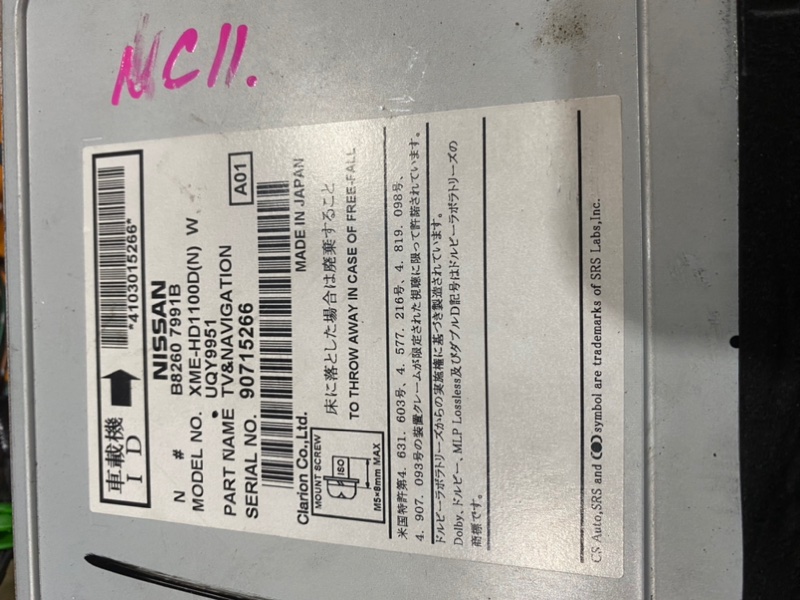 MC11.
車載機
ID
*4103015266*
NISSAN
N # B8260 7991B
MODEL NO. XME-HD1100D(N) W
UQY9951
PART NAME TV&NAVIGATION
SERIAL NO. 90715266
A01
Clarion Co.,Ltd.
MADE IN JAPAN
MOUNT SCREW
ISO
M5×8mm MAX
床に落とした場合は廃棄すること
TO THROW AWAY IN CASE OF FREE-FALL
米国特許第4. 631. 603号、4. 577. 216号、4. 819. 098号、
4. 907. 093号の装置クレームが限定された視聴に限って許諾されています。
ドルビーラボラトリーズからの実施権に基づき製造されています。
Dolby、ドルビー、MLP Lossless及びダブルD記号はドルビーラボラトリーズの
商標です。
CS Auto,SRS and symbol are trademarks of SRS Labs,Inc.